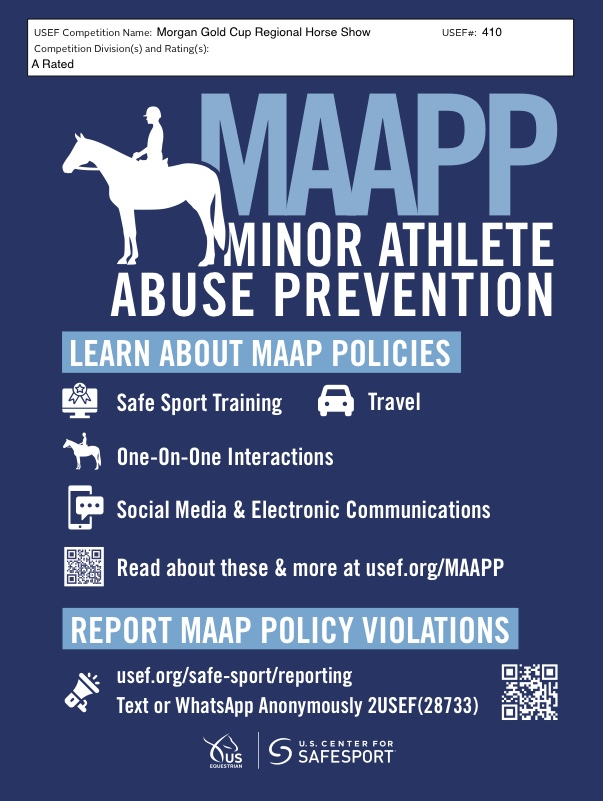 USEF Competition Name: Morgan Gold Cup Regional Horse Show USEF#: 410
Competition Division(s) and Rating(s):
A Rated
MAAPP
MINOR ATHLETE
ABUSE PREVENTION
LEARN ABOUT MAAP POLICIES
Safe Sport Training Travel
One-On-One Interactions
Social Media & Electronic Communications
Read about these & more at usef.org/MAAPP
REPORT MAAP POLICY VIOLATIONS
usef.org/safe-sport/reporting
Text or WhatsApp Anonymously 2USEF(28733)
US
EQUESTRIAN
U.S. CENTER FOR
SAFESPORT